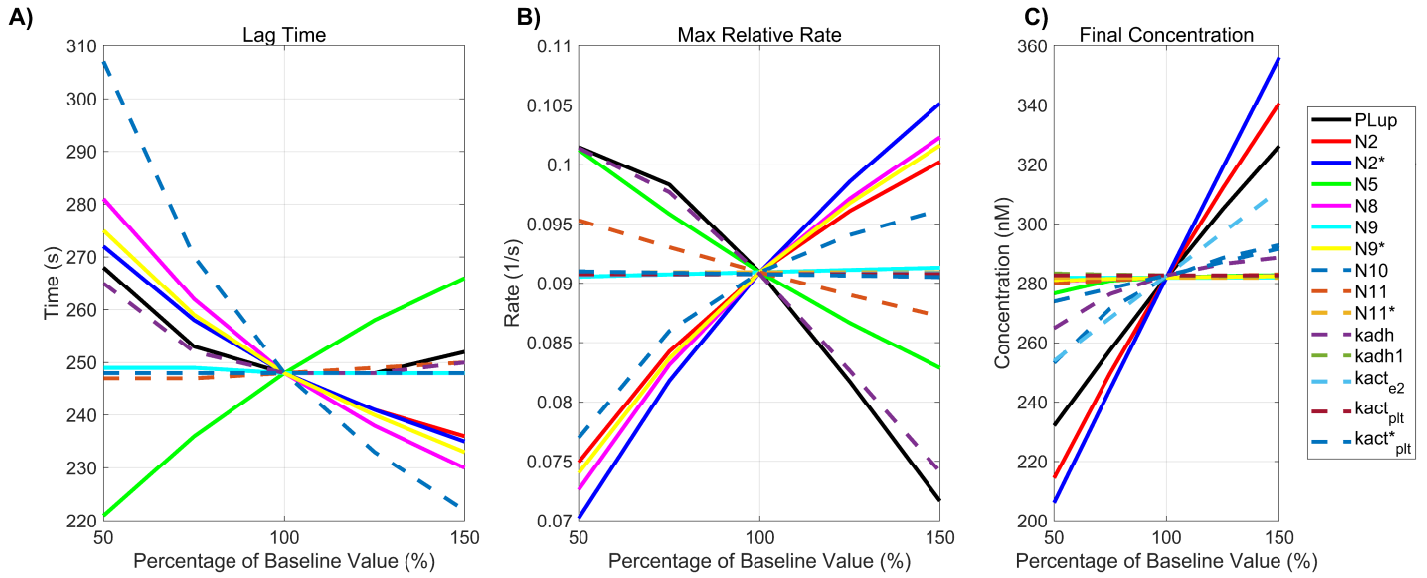 A)
Lag Time
310
300
290
280
270
260
250
240
230
220
50
100
150
Time (s)
Percentage of Baseline Value (%)
B)
Max Relative Rate
0.11
0.105
0.1
0.095
0.09
0.085
0.08
0.075
0.07
50
100
150
Rate (1/s)
Percentage of Baseline Value (%)
C)
Final Concentration
360
340
320
300
280
260
240
220
200
50
100
150
Concentration (nM)
Percentage of Baseline Value (%)
PLup
N2
N2*
N5
N8
N9
N9*
N10
N11
N11*
kadh
kadh1
kact_e2
kact_plt
kact*_plt